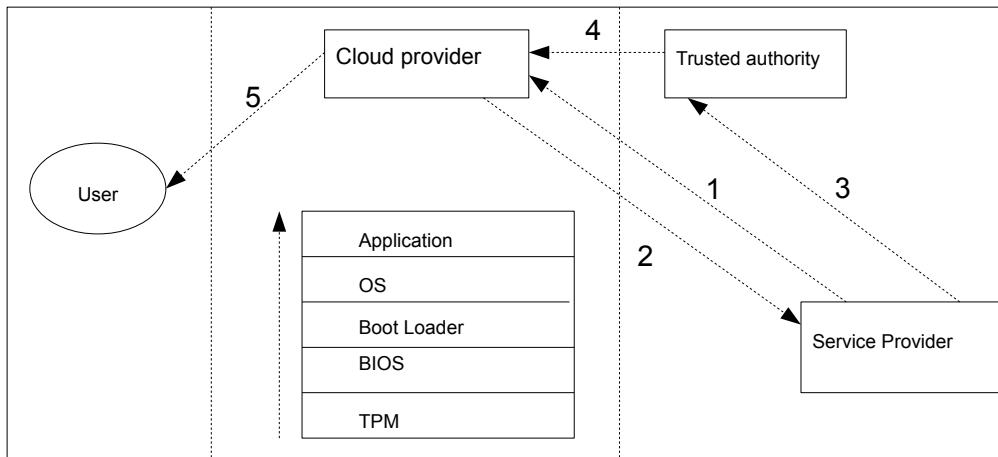 Cloud provider
4
Trusted authority
5
User
1
3
2
Application
OS
Boot Loader
BIOS
TPM
Service Provider